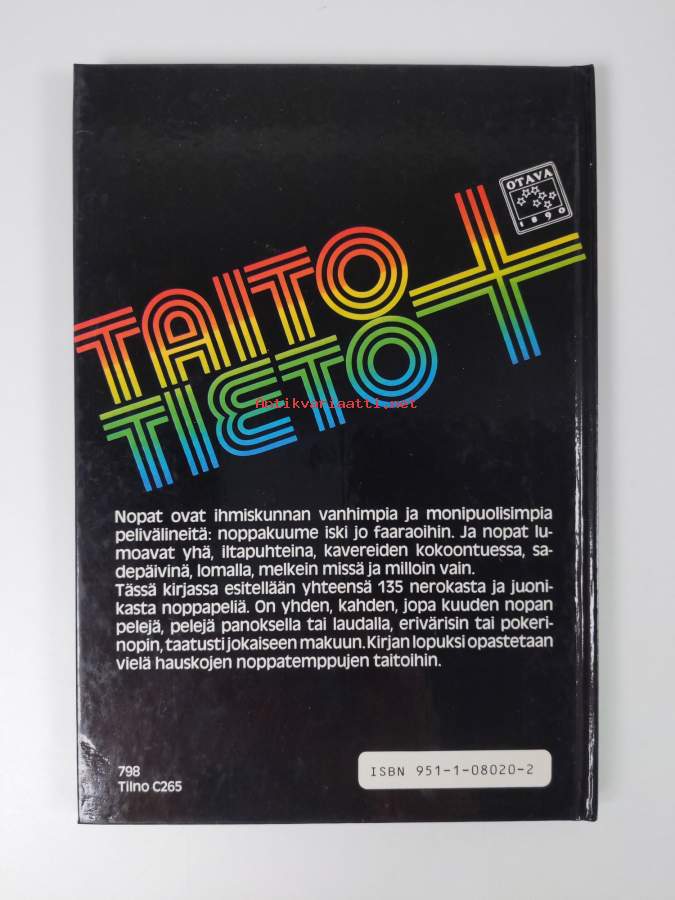 OTAVA
1890
TAITO
TIETO
+
Antikvariaatti.net
Nopat ovat ihmiskunnan vanhimpia ja monipuolisimpia
pelivälineitä: noppakuume iski jo faaraoihin. Ja nopat lu-
moavat yhä, iltapuhteina, kavereiden kokoontuessa, sa-
depäivinä, lomalla, melkein missä ja milloin vain.
Tässä kirjassa esitellään yhteensä 135 nerokasta ja juoni-
kasta noppapeliä. On yhden, kahden, jopa kuuden nopan
pelejä, pelejä panoksella tai laudalla, erivärisin tai pokeri-
nopin, taatusti jokaiseen makuun. Kirjan lopuksi opastetaan
vielä hauskojen noppatemppujen taitoihin.
798
Tilno C265
ISBN 951-1-08020-2